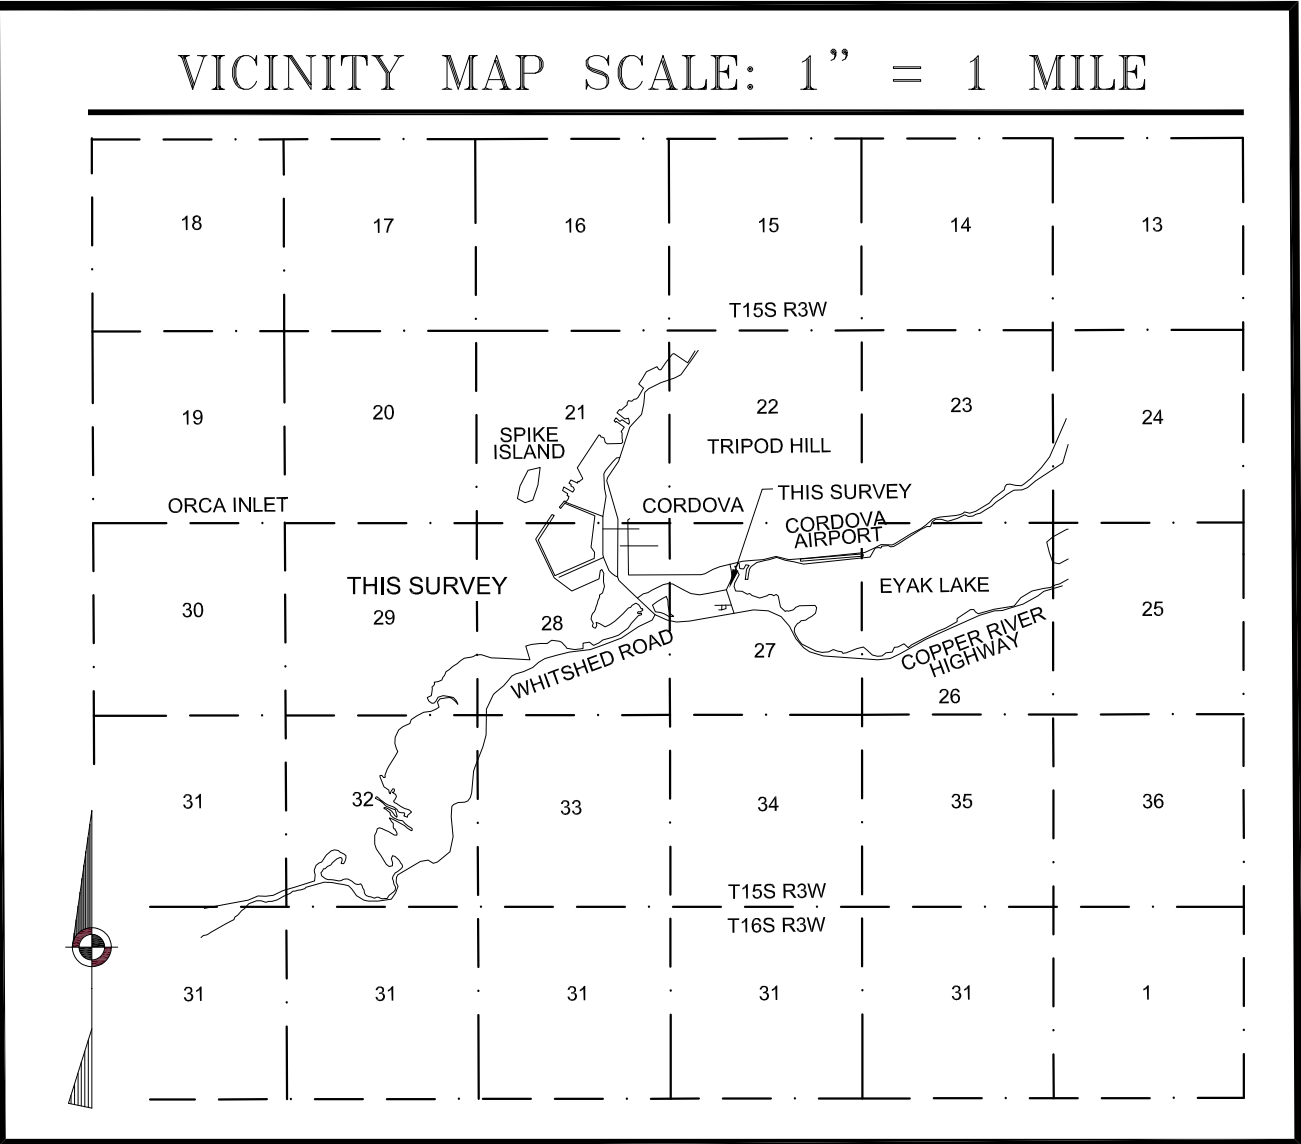 VICINITY MAP SCALE: 1” = 1 MILE
18
17
16
15
14
13
T15S R3W
19
20
21
22
23
24
SPIKE
ISLAND
TRIPOD HILL
ORCA INLET
CORDOVA
THIS SURVEY
CORDOVA
AIRPORT
THIS SURVEY
EYAK LAKE
30
29
28
27
25
WHITSHED ROAD
COPPER RIVER
HIGHWAY
26
31
32
33
34
35
36
T15S R3W
T16S R3W
31
31
31
31
31
1